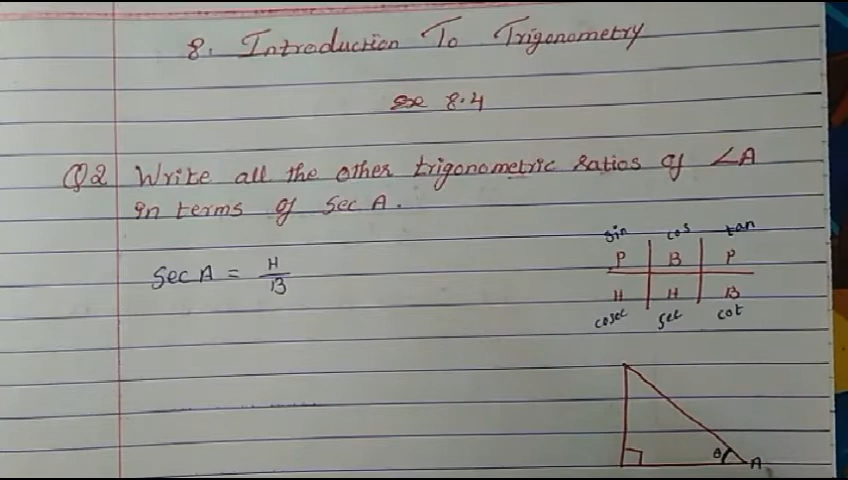 8. Introduction To Trigonometry
Ex 8.4
Q2 Write all the other trigonometric ratios of ∠A
in terms of Sec A.
sin cos tan
Sec A = H/B
P B P
H H B
cosec sec cot
θ A